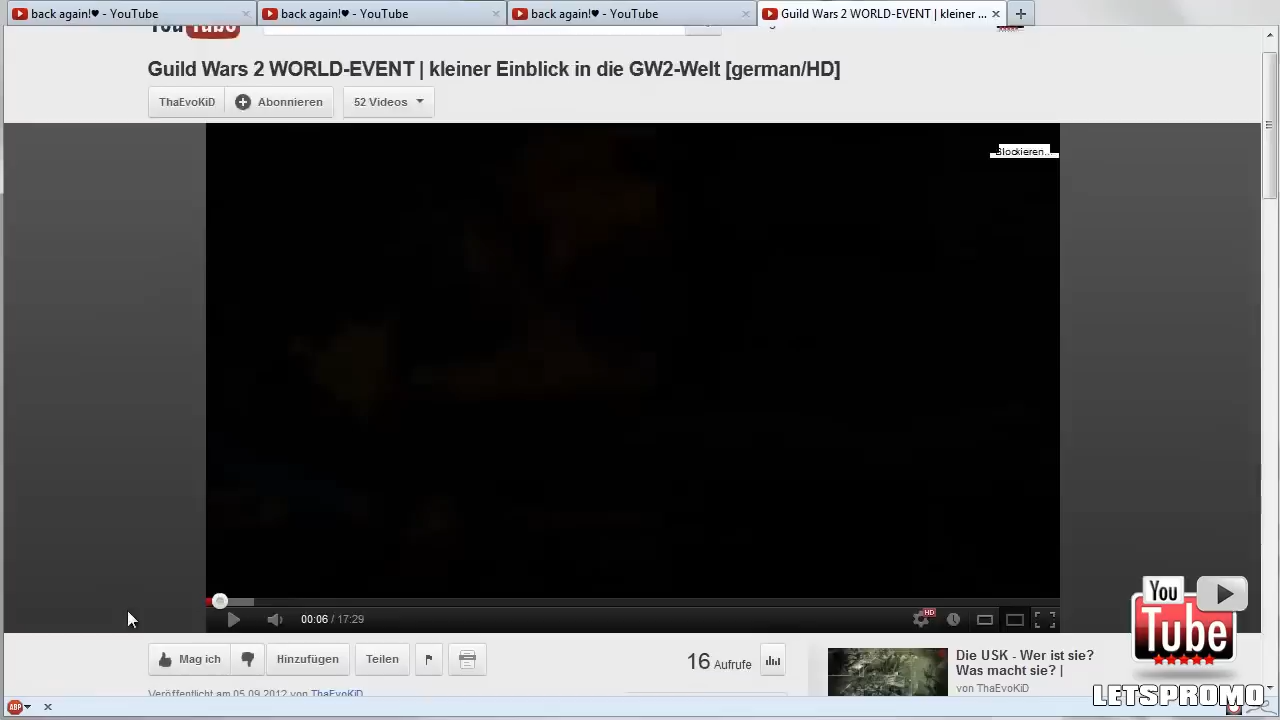 back again!♥ - YouTube
back again!♥ - YouTube
back again!♥ - YouTube
Guild Wars 2 WORLD-EVENT | kleiner ...
You Tube
Guild Wars 2 WORLD-EVENT | kleiner Einblick in die GW2-Welt [german/HD]
ThaEvoKiD
Abonnieren
52 Videos
Blockieren...
00:06 / 17:29
HD
Mag ich
Hinzufügen
Teilen
16 Aufrufe
Veröffentlicht am 05.09.2012 von ThaEvoKiD
Die USK - Wer ist sie?
Was macht sie? |
von ThaEvoKiD
You
Tube
LETSPROMO
ABP